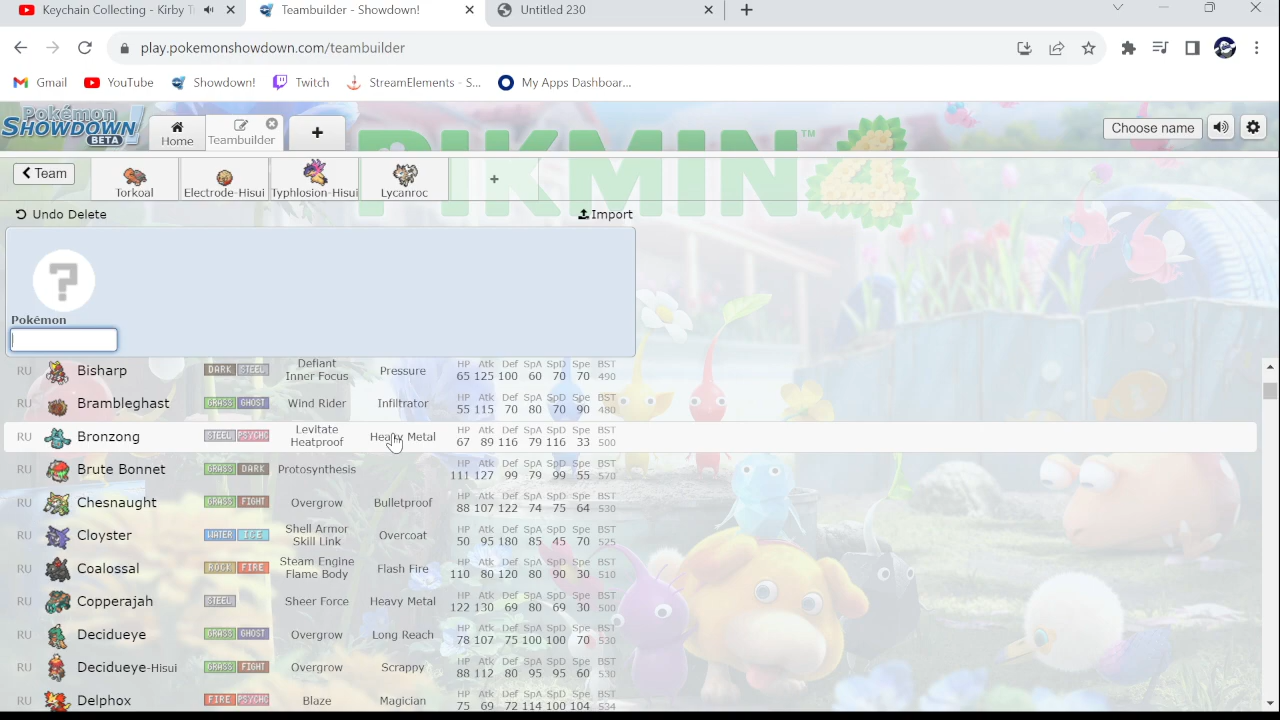 Keychain Collecting - Kirby T
Teambuilder - Showdown!
Untitled 230
play.pokemonshowdown.com/teambuilder
Gmail
YouTube
Showdown!
Twitch
StreamElements - S...
My Apps Dashboar...
Pokémon
SHOWDOWN!
BETA
Home
Teambuilder
Choose name
PIKMIN™ 4
Team
Torkoal
Electrode-Hisui
Typhlosion-Hisui
Lycanroc
Undo Delete
Import
Pokémon
RU Bisharp DARK STEEL Defiant Inner Focus Pressure HP 65 Atk 125 Def 100 SpA 60 SpD 70 Spe 70 BST 490
RU Brambleghast GRASS GHOST Wind Rider Infiltrator HP 55 Atk 115 Def 70 SpA 80 SpD 70 Spe 90 BST 480
RU Bronzong STEEL PSYCHC Levitate Heatproof Heavy Metal HP 67 Atk 89 Def 116 SpA 79 SpD 116 Spe 33 BST 500
RU Brute Bonnet GRASS DARK Protosynthesis HP 111 Atk 127 Def 99 SpA 79 SpD 99 Spe 55 BST 570
RU Chesnaught GRASS FIGHT Overgrow Bulletproof HP 88 Atk 107 Def 122 SpA 74 SpD 75 Spe 64 BST 530
RU Cloyster WATER ICE Shell Armor Skill Link Overcoat HP 50 Atk 95 Def 180 SpA 85 SpD 45 Spe 70 BST 525
RU Coalossal ROCK FIRE Steam Engine Flame Body Flash Fire HP 110 Atk 80 Def 120 SpA 80 SpD 90 Spe 30 BST 510
RU Copperajah STEEL Sheer Force Heavy Metal HP 122 Atk 130 Def 69 SpA 80 SpD 69 Spe 30 BST 500
RU Decidueye GRASS GHOST Overgrow Long Reach HP 78 Atk 107 Def 75 SpA 100 SpD 100 Spe 70 BST 530
RU Decidueye-Hisui GRASS FIGHT Overgrow Scrappy HP 88 Atk 112 Def 80 SpA 95 SpD 95 Spe 60 BST 530
RU Delphox FIRE PSYCHC Blaze Magician HP 75 Atk 69 Def 72 SpA 114 SpD 100 Spe 104 BST 534